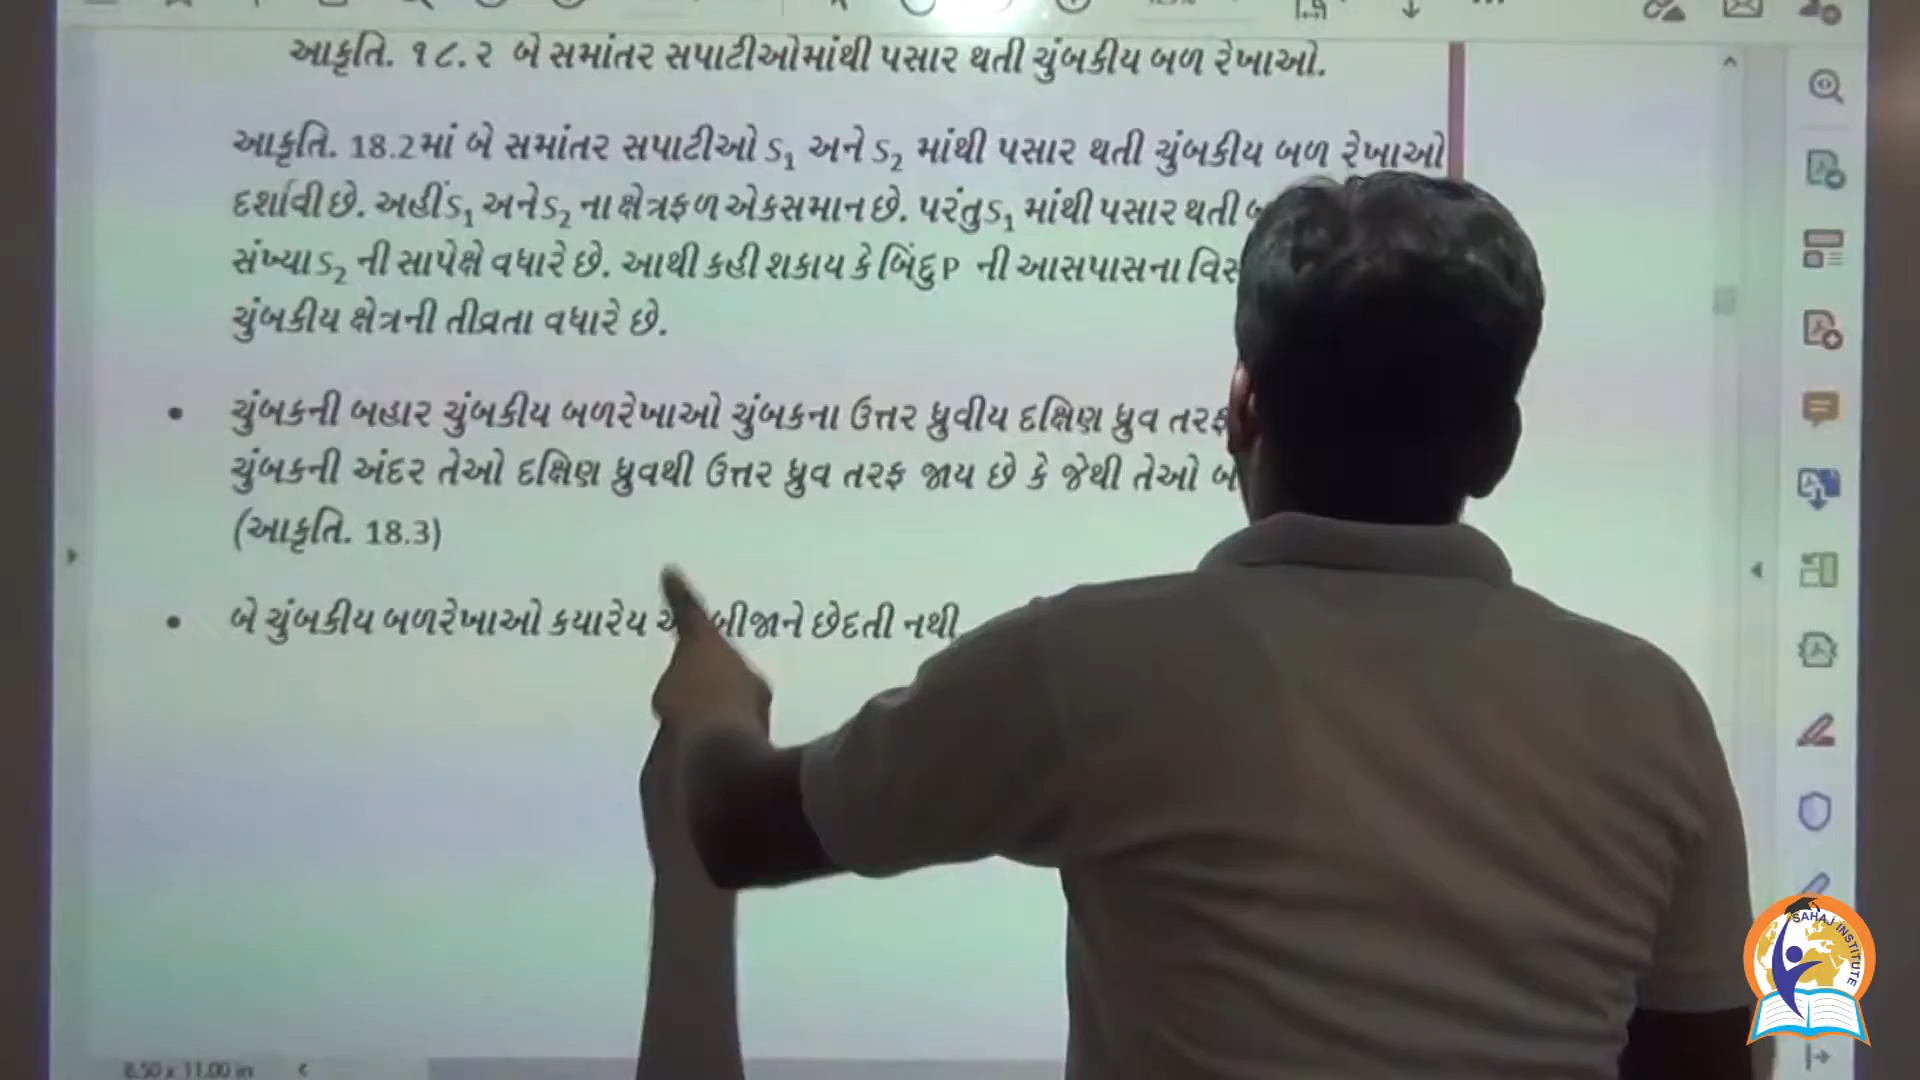 આકૃતિ. ૧૮.૨ બે સમાંતર સપાટીઓમાંથી પસાર થતી ચુંબકીય બળ રેખાઓ.
આકૃતિ. 18.2માં બે સમાંતર સપાટીઓ S1 અને S2 માંથી પસાર થતી ચુંબકીય બળ રેખાઓ
દર્શાવી છે. અહીં S1 અને S2 ના ક્ષેત્રફળ એકસમાન છે. પરંતુ S1 માંથી પસાર થતી
સંખ્યા S2 ની સાપેક્ષે વધારે છે. આથી કહી શકાય કે બિંદુ P ની આસપાસના
ચુંબકીય ક્ષેત્રની તીવ્રતા વધારે છે.
• ચુંબકની બહાર ચુંબકીય બળરેખાઓ ચુંબકના ઉત્તર ધ્રુવીય દક્ષિણ ધ્રુવ તરફ
ચુંબકની અંદર તેઓ દક્ષિણ ધ્રુવથી ઉત્તર ધ્રુવ તરફ જાય છે કે જેથી તેઓ
(આકૃતિ. 18.3)
• બે ચુંબકીય બળરેખાઓ કયારેય બીજાને છેદતી નથી.
8.50 x 11.00 in
SAHAJ INSTITUTE